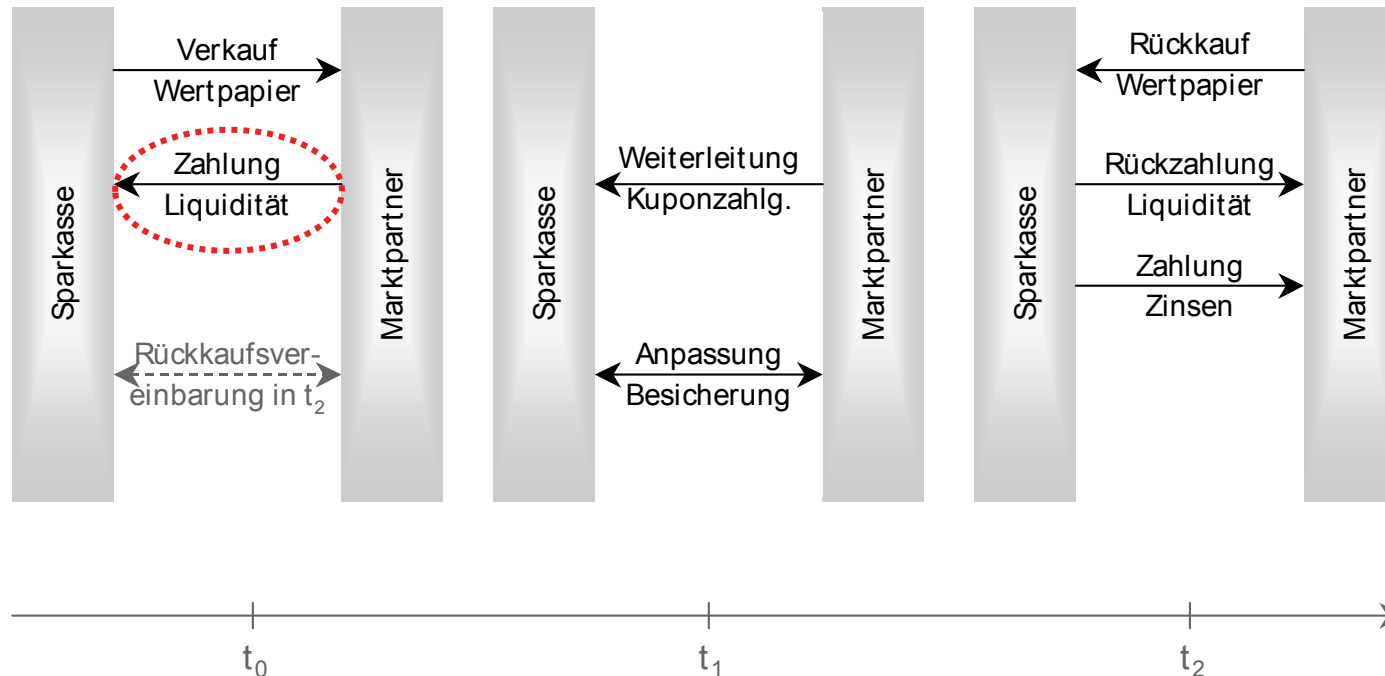 Sparkasse
Verkauf
Wertpapier
Zahlung
Liquidität
Rückkaufsver-
einbarung in t₂
Marktpartner
Sparkasse
Weiterleitung
Kuponzahlg.
Anpassung
Besicherung
Marktpartner
Sparkasse
Rückkauf
Wertpapier
Rückzahlung
Liquidität
Zahlung
Zinsen
Marktpartner
t₀
t₁
t₂